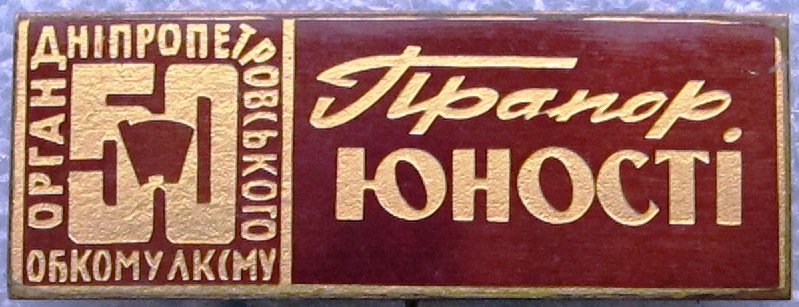 ОРГАН
ДНІПРОПЕТРОВСЬКОГО
ОБКОМУ ЛКСМУ
50
Прапор
ЮНОСТІ